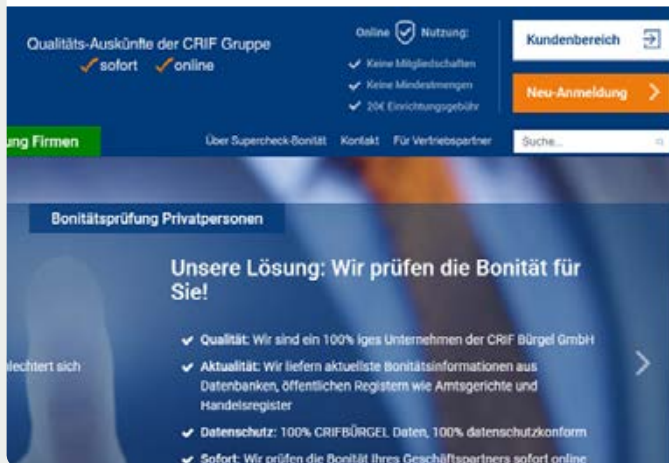 Qualitäts-Auskünfte der CRIF Gruppe
sofort online
Online Nutzung:
Keine Mitgliedschaften
Keine Mindestmengen
20€ Einrichtungsgebühr
Kundenbereich
Neu-Anmeldung
ung Firmen
Über Supercheck-Bonität Kontakt Für Vertriebspartner
Suche...
Bonitätsprüfung Privatpersonen
Unsere Lösung: Wir prüfen die Bonität für
Sie!
Qualität: Wir sind ein 100% iges Unternehmen der CRIF Bürgel GmbH
lechtert sich
Aktualität: Wir liefern aktuellste Bonitätsinformationen aus
Datenbanken, öffentlichen Registern wie Amtsgerichte und
Handelsregister
Datenschutz: 100% CRIFBÜRGEL Daten, 100% datenschutzkonform
Sofort: Wir prüfen die Bonität Ihres Geschäftspartners sofort online